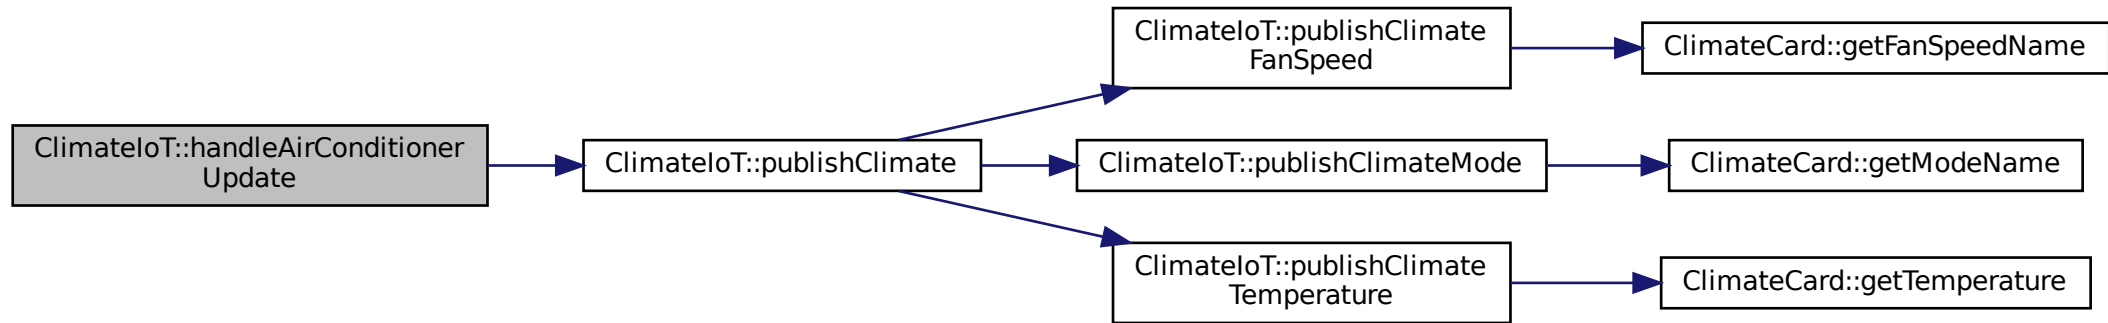 ClimateIoT::handleAirConditioner
Update
ClimateIoT::publishClimate
ClimateIoT::publishClimate
FanSpeed
ClimateCard::getFanSpeedName
ClimateIoT::publishClimateMode
ClimateCard::getModeName
ClimateIoT::publishClimate
Temperature
ClimateCard::getTemperature